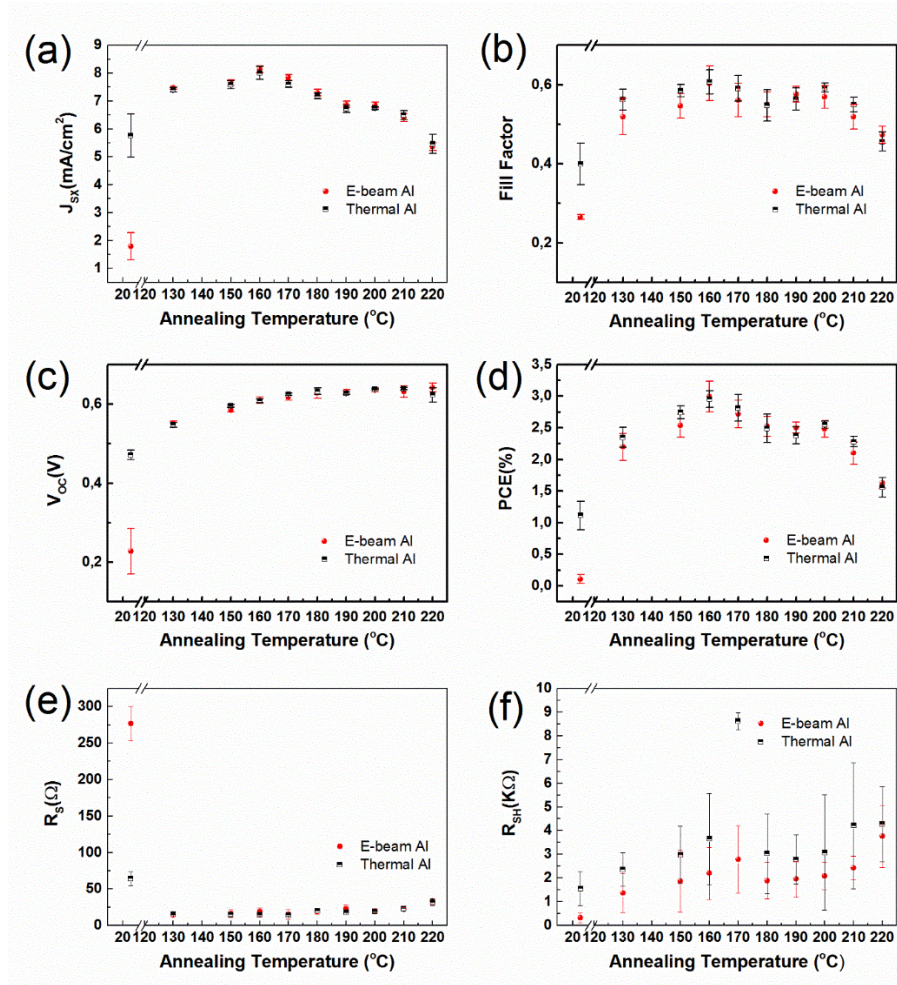 (a)
9
8
7
6
5
4
3
2
1
J_SX(mA/cm²)
E-beam Al
Thermal Al
20 120 130 140 150 160 170 180 190 200 210 220
Annealing Temperature (°C)
(b)
0,6
0,4
0,2
Fill Factor
E-beam Al
Thermal Al
20 120 130 140 150 160 170 180 190 200 210 220
Annealing Temperature (°C)
(c)
0,6
0,4
0,2
V_OC(V)
E-beam Al
Thermal Al
20 120 130 140 150 160 170 180 190 200 210 220
Annealing Temperature (°C)
(d)
3,5
3,0
2,5
2,0
1,5
1,0
0,5
0,0
PCE(%)
E-beam Al
Thermal Al
20 120 130 140 150 160 170 180 190 200 210 220
Annealing Temperature (°C)
(e)
300
250
200
150
100
50
0
R_S(Ω)
E-beam Al
Thermal Al
20 120 130 140 150 160 170 180 190 200 210 220
Annealing Temperature (°C)
(f)
10
9
8
7
6
5
4
3
2
1
0
R_SH(KΩ)
E-beam Al
Thermal Al
20 120 130 140 150 160 170 180 190 200 210 220
Annealing Temperature (°C)